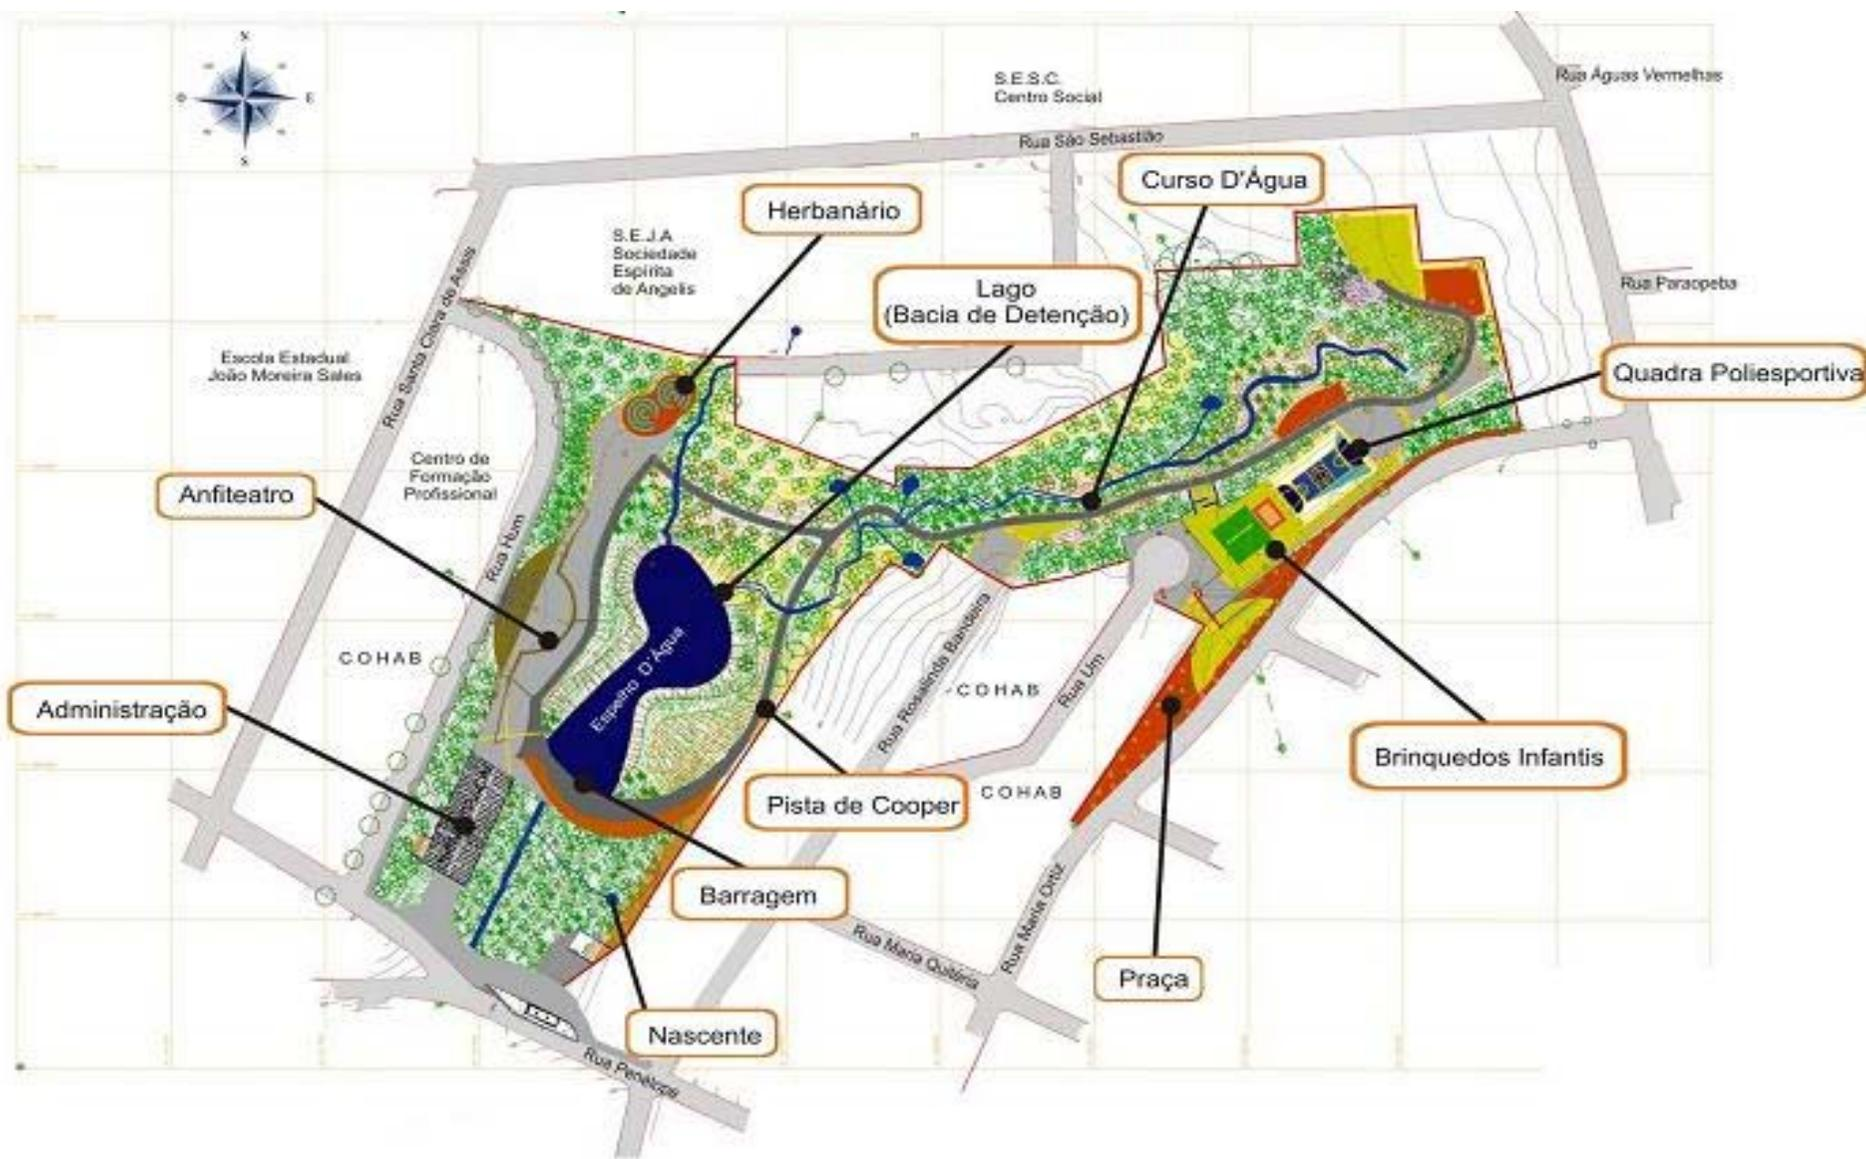 N
O
E
S
S.E.S.C.
Centro Social
Rua Águas Vermelhas
Rua São Sebastião
Curso D'Água
Herbanário
S.E.J.A
Sociedade
Espírita
de Angelis
Rua Santa Clara de Assis
Lago
(Bacia de Detenção)
Rua Paraopeba
Escola Estadual
João Moreira Sales
Quadra Poliesportiva
Centro de
Formação
Profissional
Anfiteatro
Rua Hum
COHAB
Espelho D'Água
Rua Rosalinda Bandeira
COHAB
Rua Um
Administração
Brinquedos Infantis
Pista de Cooper
COHAB
Barragem
Rua Maria Ortiz
Rua Maria Quitéria
Praça
Nascente
Rua Penélope